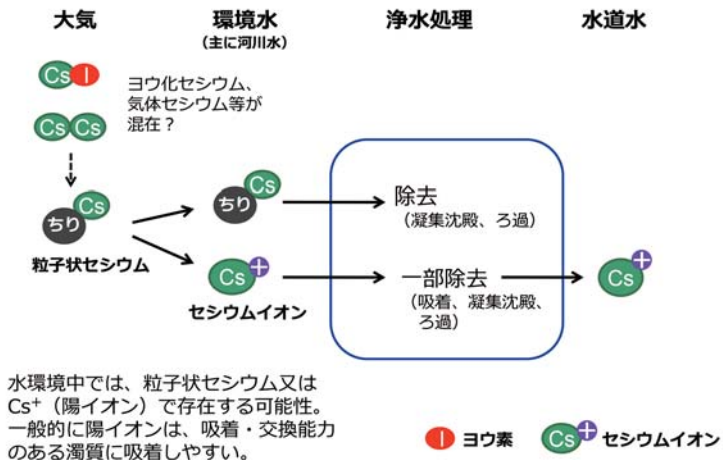 大気
環境水
(主に河川水)
浄水処理
水道水
Cs I
ヨウ化セシウム、
気体セシウム等が
混在？
Cs Cs
ちり Cs
粒子状セシウム
ちり Cs
除去
(凝集沈殿、ろ過)
Cs +
セシウムイオン
一部除去
(吸着、凝集沈殿、
ろ過)
Cs +
水環境中では、粒子状セシウム又は
Cs⁺（陽イオン）で存在する可能性。
一般的に陽イオンは、吸着・交換能力
のある濁質に吸着しやすい。
I ヨウ素
Cs + セシウムイオン